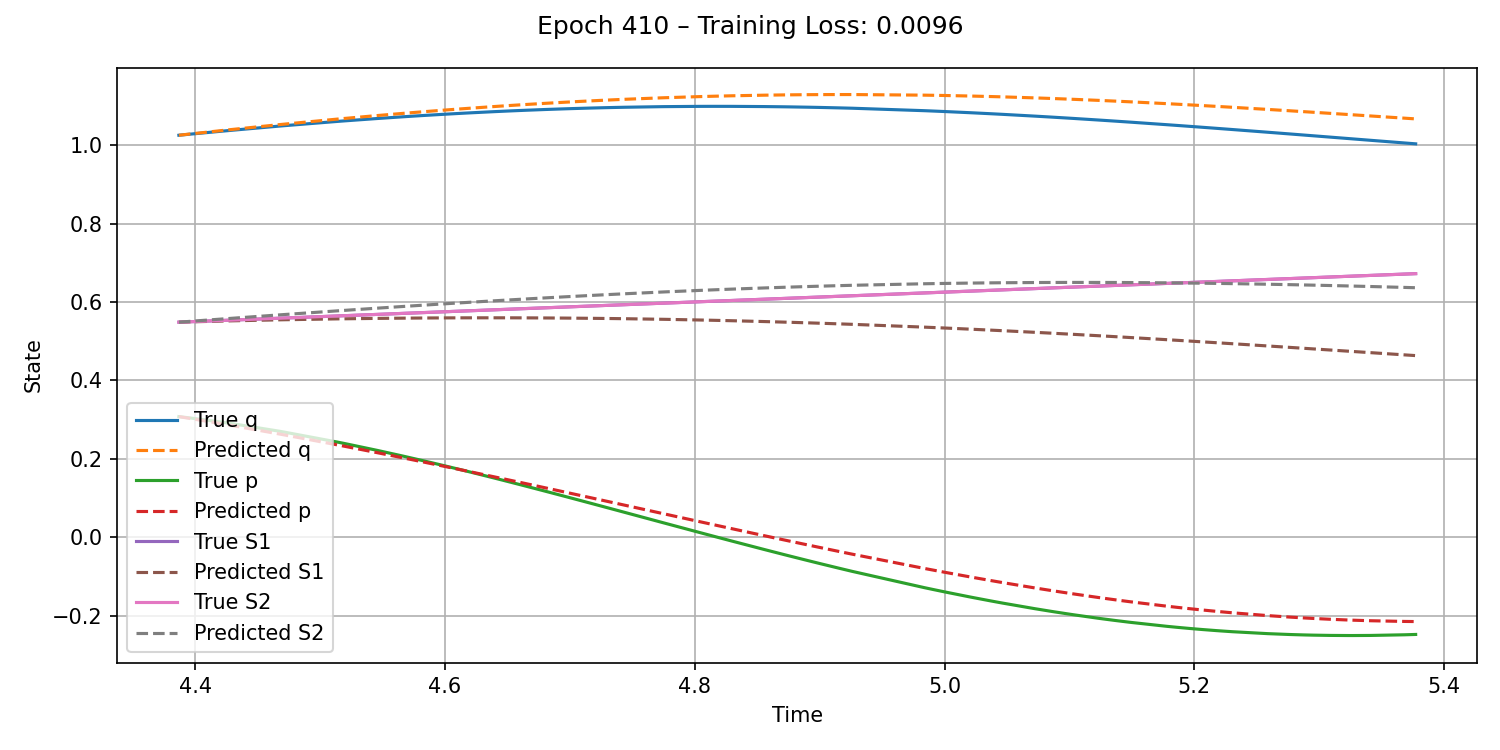 Epoch 410 – Training Loss: 0.0096
1.0
0.8
0.6
0.4
0.2
0.0
−0.2
State
True q
Predicted q
True p
Predicted p
True S1
Predicted S1
True S2
Predicted S2
4.4 4.6 4.8 5.0 5.2 5.4
Time